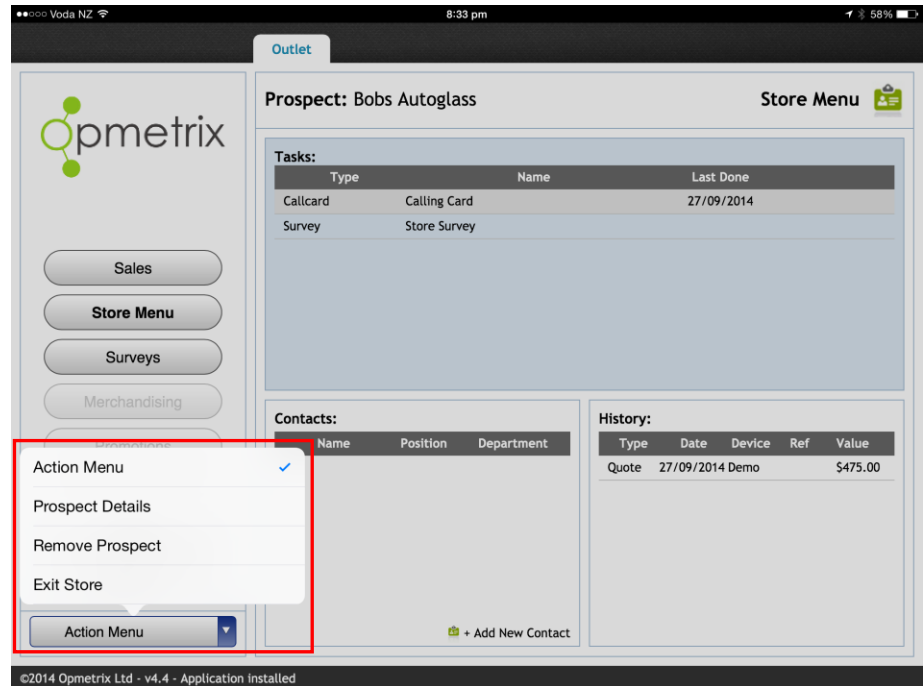 Voda NZ 8:33 pm 58%
Outlet
opmetrix
Prospect: Bobs Autoglass Store Menu
Tasks:
Type Name Last Done
Callcard Calling Card 27/09/2014
Survey Store Survey
Sales
Store Menu
Surveys
Merchandising
Promotions
Contacts:
Name Position Department
+ Add New Contact
History:
Type Date Device Ref Value
Quote 27/09/2014 Demo $475.00
Action Menu
Prospect Details
Remove Prospect
Exit Store
Action Menu
©2014 Opmetrix Ltd - v4.4 - Application installed